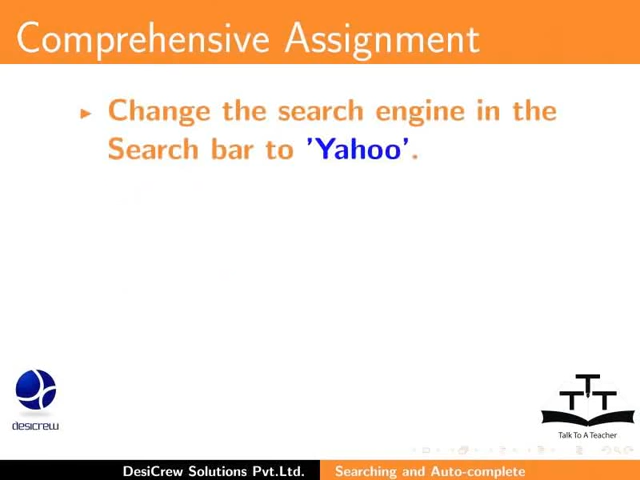 Comprehensive Assignment
Change the search engine in the
Search bar to 'Yahoo'.
desicrew
TTT
Talk To A Teacher
DesiCrew Solutions Pvt.Ltd.
Searching and Auto-complete